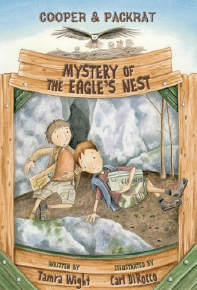 COOPER & PACKRAT
MYSTERY OF
THE EAGLE'S NEST
WRITTEN BY
Tamra Wight
ILLUSTRATED BY
Carl DiRocco